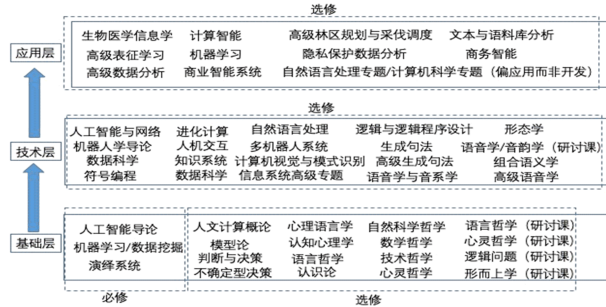 选修
应用层
生物医学信息学 计算智能 高级林区规划与采伐调度 文本与语料库分析
高级表征学习 机器学习 隐私保护数据分析 商务智能
高级数据分析 商业智能系统 自然语言处理专题/计算机科学专题（偏应用而非开发）
选修
技术层
人工智能与网络 进化计算 自然语言处理 逻辑与逻辑程序设计 形态学
机器人学导论 人机交互 多机器人系统 生成句法 语音学/音韵学（研讨课）
数据科学 知识系统 计算机视觉与模式识别 高级生成句法 组合语义学
符号编程 数据科学 信息系统高级专题 语音学与音系学 高级语音学
基础层
人工智能导论
机器学习/数据挖掘
演绎系统
必修
人文计算概论 心理语言学 自然科学哲学 语言哲学（研讨课）
模型论 认知心理学 数学哲学 心灵哲学（研讨课）
判断与决策 语言哲学 技术哲学 逻辑问题（研讨课）
不确定型决策 认识论 心灵哲学 形而上学（研讨课）
选修